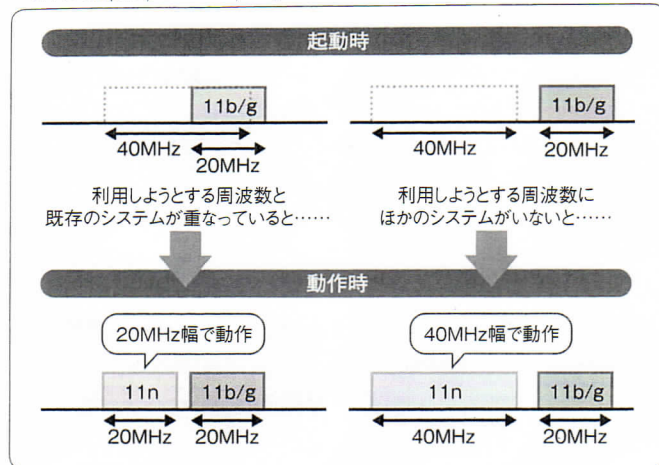 起動時
11b/g
11b/g
40MHz
20MHz
40MHz
20MHz
利用しようとする周波数と
既存のシステムが重なっていると……
利用しようとする周波数に
ほかのシステムがいないと……
動作時
20MHz幅で動作
40MHz幅で動作
11n
11b/g
11n
11b/g
20MHz
20MHz
40MHz
20MHz